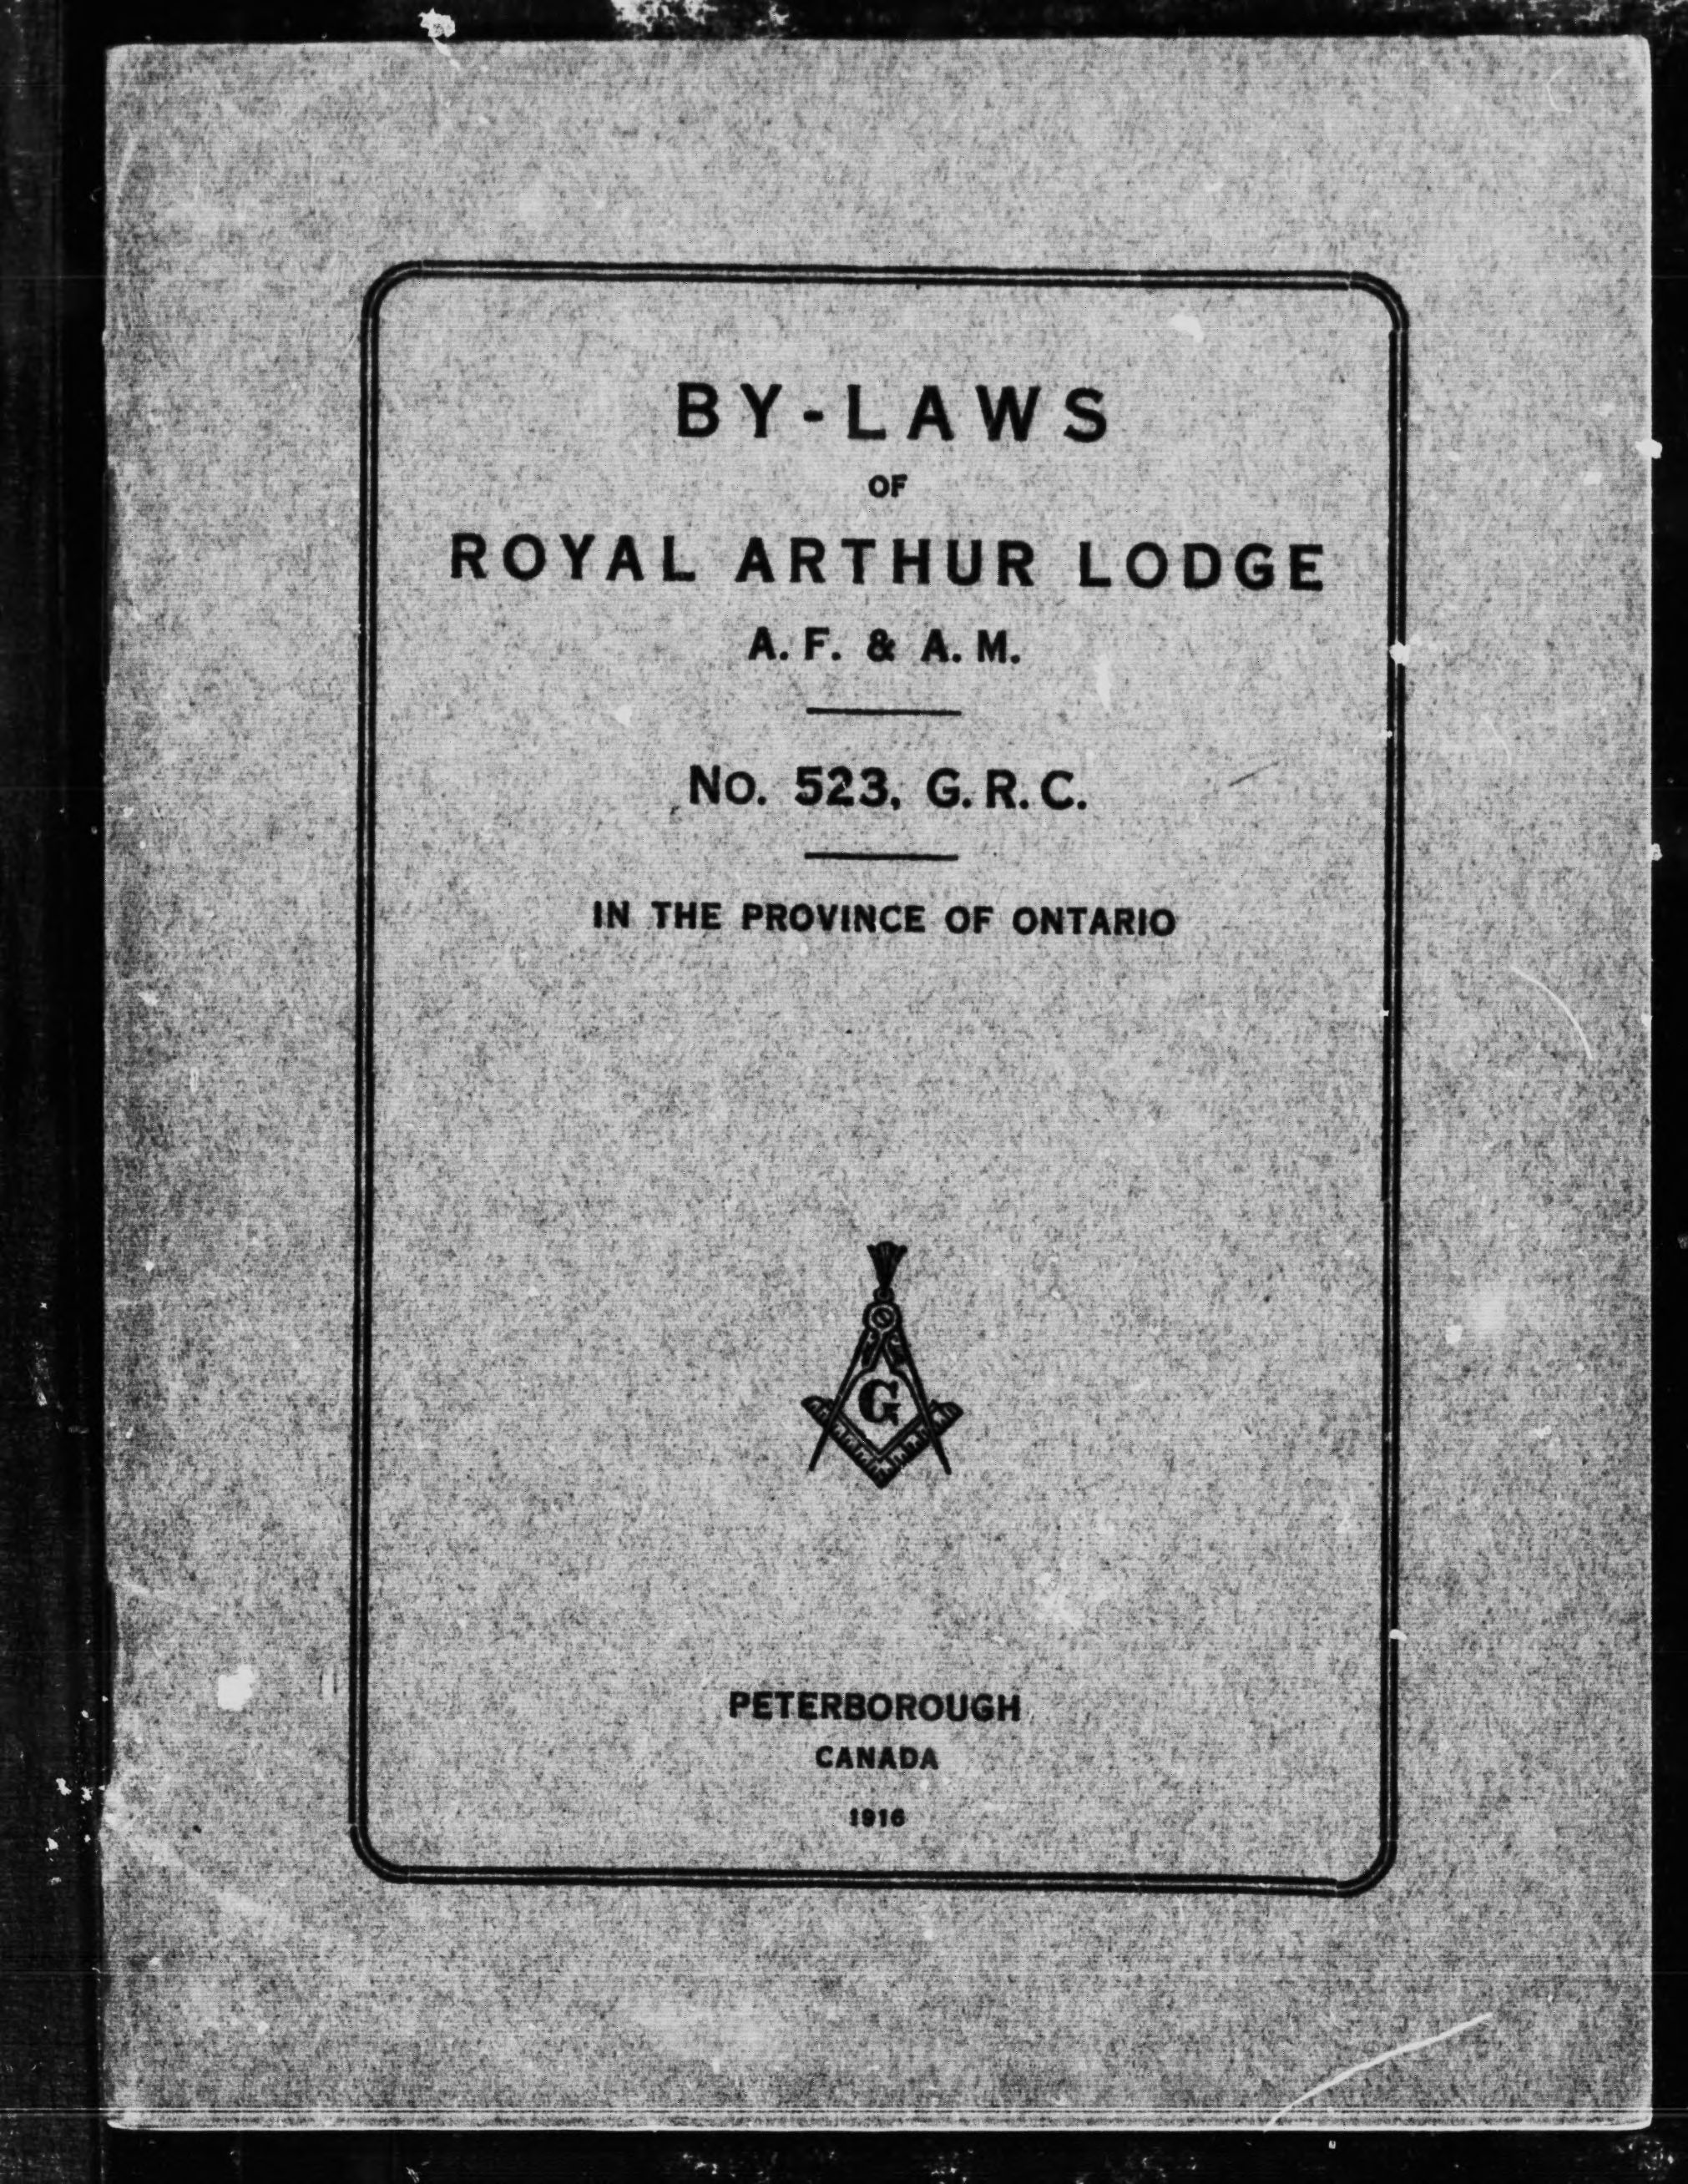 BY-LAWS
OF
ROYAL ARTHUR LODGE
A. F. & A. M.
No. 523, G. R. C.
IN THE PROVINCE OF ONTARIO
G
PETERBOROUGH
CANADA
1916